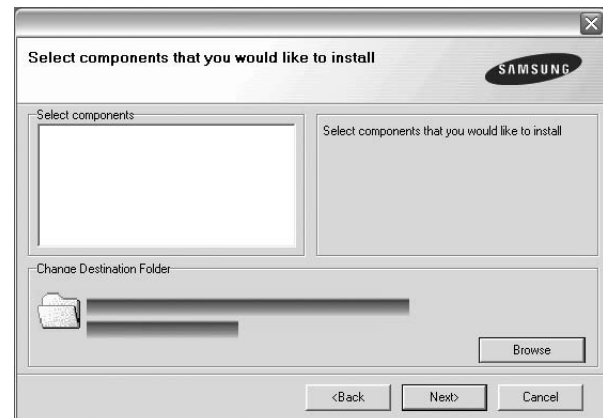 Select components that you would like to install
SAMSUNG
Select components
Select components that you would like to install
Change Destination Folder
Browse
<Back
Next>
Cancel